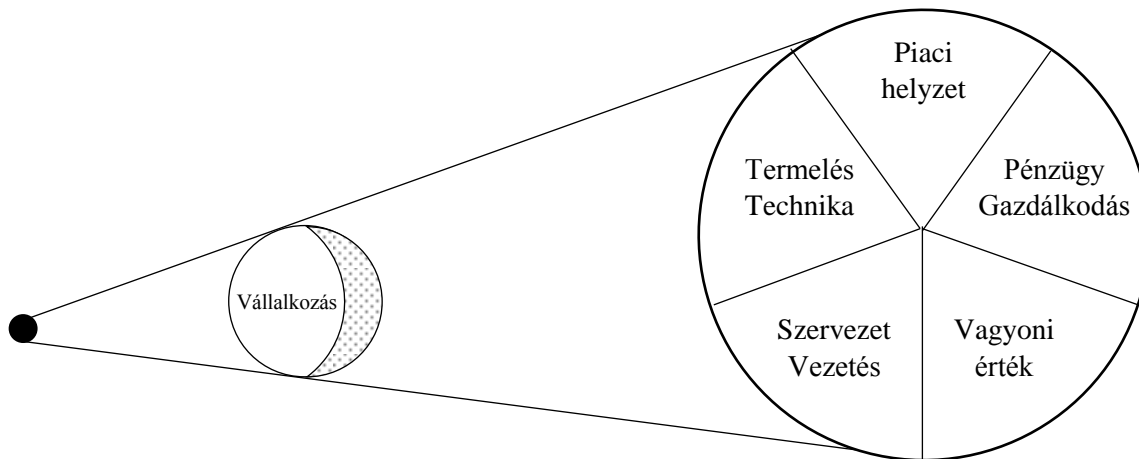 Piaci
helyzet
Termelés
Technika
Pénzügy
Gazdálkodás
Vállalkozás
Szervezet
Vezetés
Vagyoni
érték